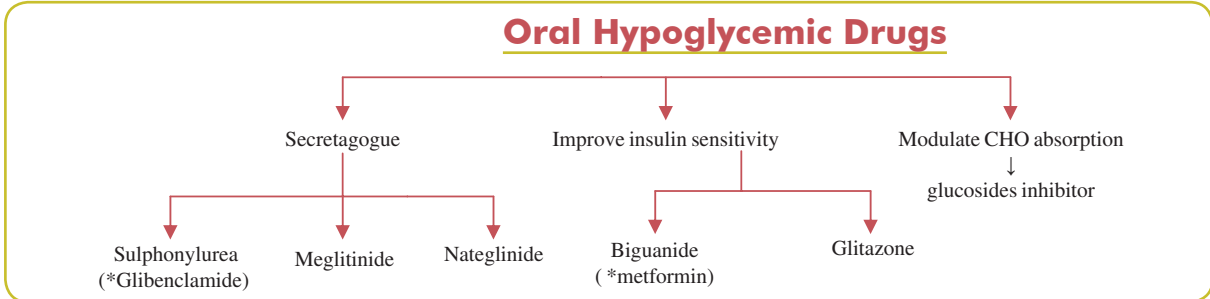 Oral Hypoglycemic Drugs
Secretagogue
Improve insulin sensitivity
Modulate CHO absorption
↓
glucosides inhibitor
Sulphonylurea
(*Glibenclamide)
Meglitinide
Nateglinide
Biguanide
( *metformin)
Glitazone